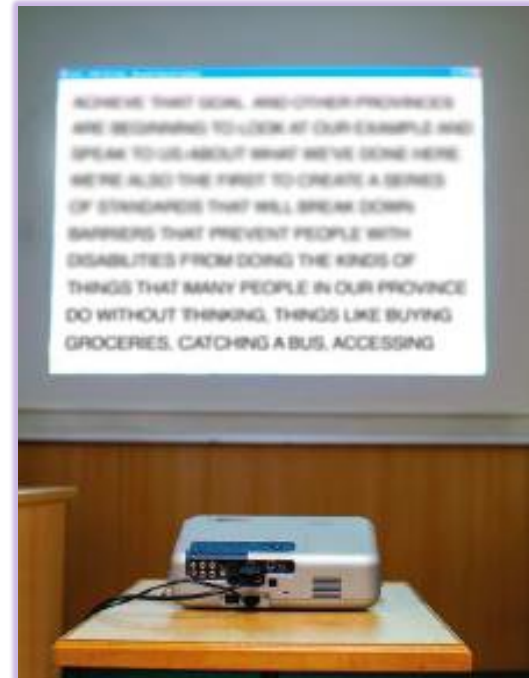 ACHIEVE THAT GOAL. AND OTHER PROVINCES
ARE BEGINNING TO LOOK AT OUR EXAMPLE AND
SPEAK TO US ABOUT WHAT WE'VE DONE HERE.
WE'RE ALSO THE FIRST TO CREATE A SERIES
OF STANDARDS THAT WILL BREAK DOWN
BARRIERS THAT PREVENT PEOPLE WITH
DISABILITIES FROM DOING THE KINDS OF
THINGS THAT MANY PEOPLE IN OUR PROVINCE
DO WITHOUT THINKING, THINGS LIKE BUYING
GROCERIES, CATCHING A BUS, ACCESSING